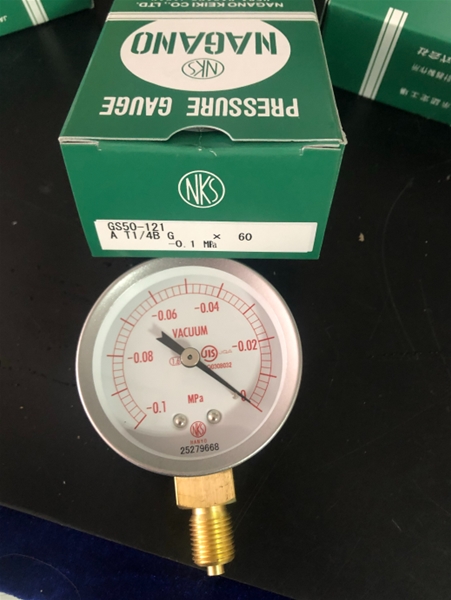 NAGANO KEIKI CO., LTD.
NKS
NAGANO
PRESSURE GAUGE
NKS
GS50-121
A T1/4B G × 60
-0.1 MPa
-0.06 -0.04
VACUUM
-0.08 -0.02
JIS
-0.1 MPa 0
NKS
25279668